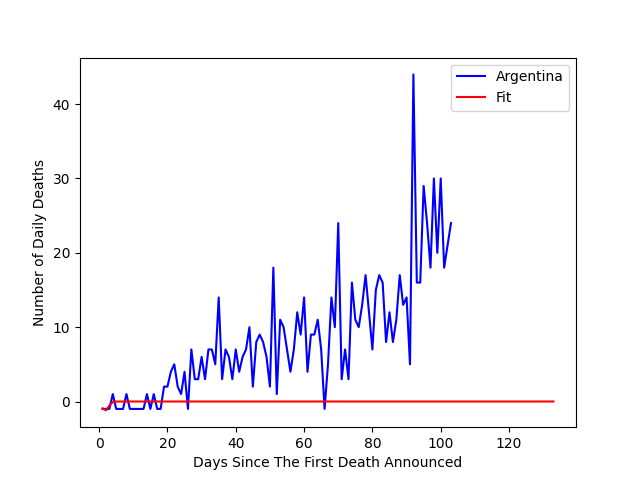 Argentina
Fit
Number of Daily Deaths
40
30
20
10
0
0 20 40 60 80 100 120
Days Since The First Death Announced